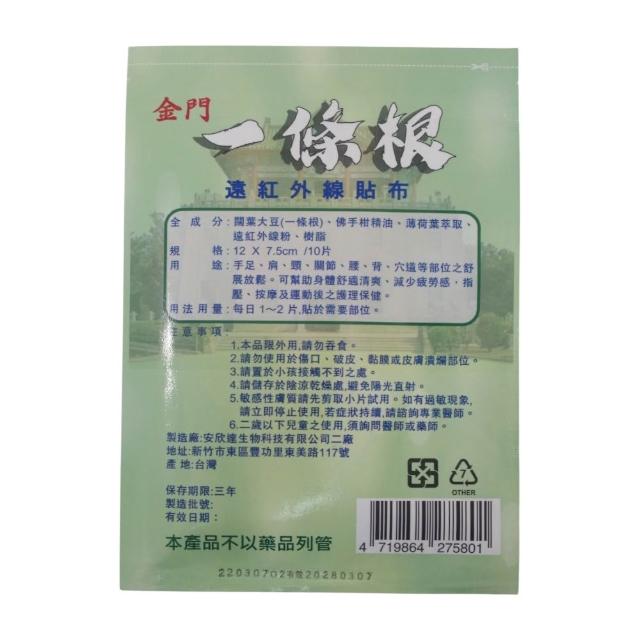 金門
一條根
遠紅外線貼布
全成分:闊葉大豆(一條根)、佛手柑精油、薄荷葉萃取、
遠紅外線粉、樹脂
規格:12 X 7.5cm /10片
用途:手足、肩、頸、關節、腰、背、穴道等部位之舒
展放鬆。可幫助身體舒適清爽、減少疲勞感,指
壓、按摩及運動後之護理保健。
用法用量:每日1~2片,貼於需要部位。
注意事項:
1.本品限外用,請勿吞食。
2.請勿使用於傷口、破皮、黏膜或皮膚潰爛部位。
3.請置於小孩接觸不到之處。
4.請儲存於陰涼乾燥處,避免陽光直射。
5.敏感性膚質請先剪取小片試用。如有過敏現象,
請立即停止使用,若症狀持續,請諮詢專業醫師。
6.二歲以下兒童之使用,須詢問醫師或藥師。
製造廠:安欣達生物科技有限公司二廠
地址:新竹市東區豐功里東美路117號
產地:台灣
保存期限:三年
製造批號:
有效日期:
本產品不以藥品列管
7
OTHER
4 719864 275801
22030702有效20280307